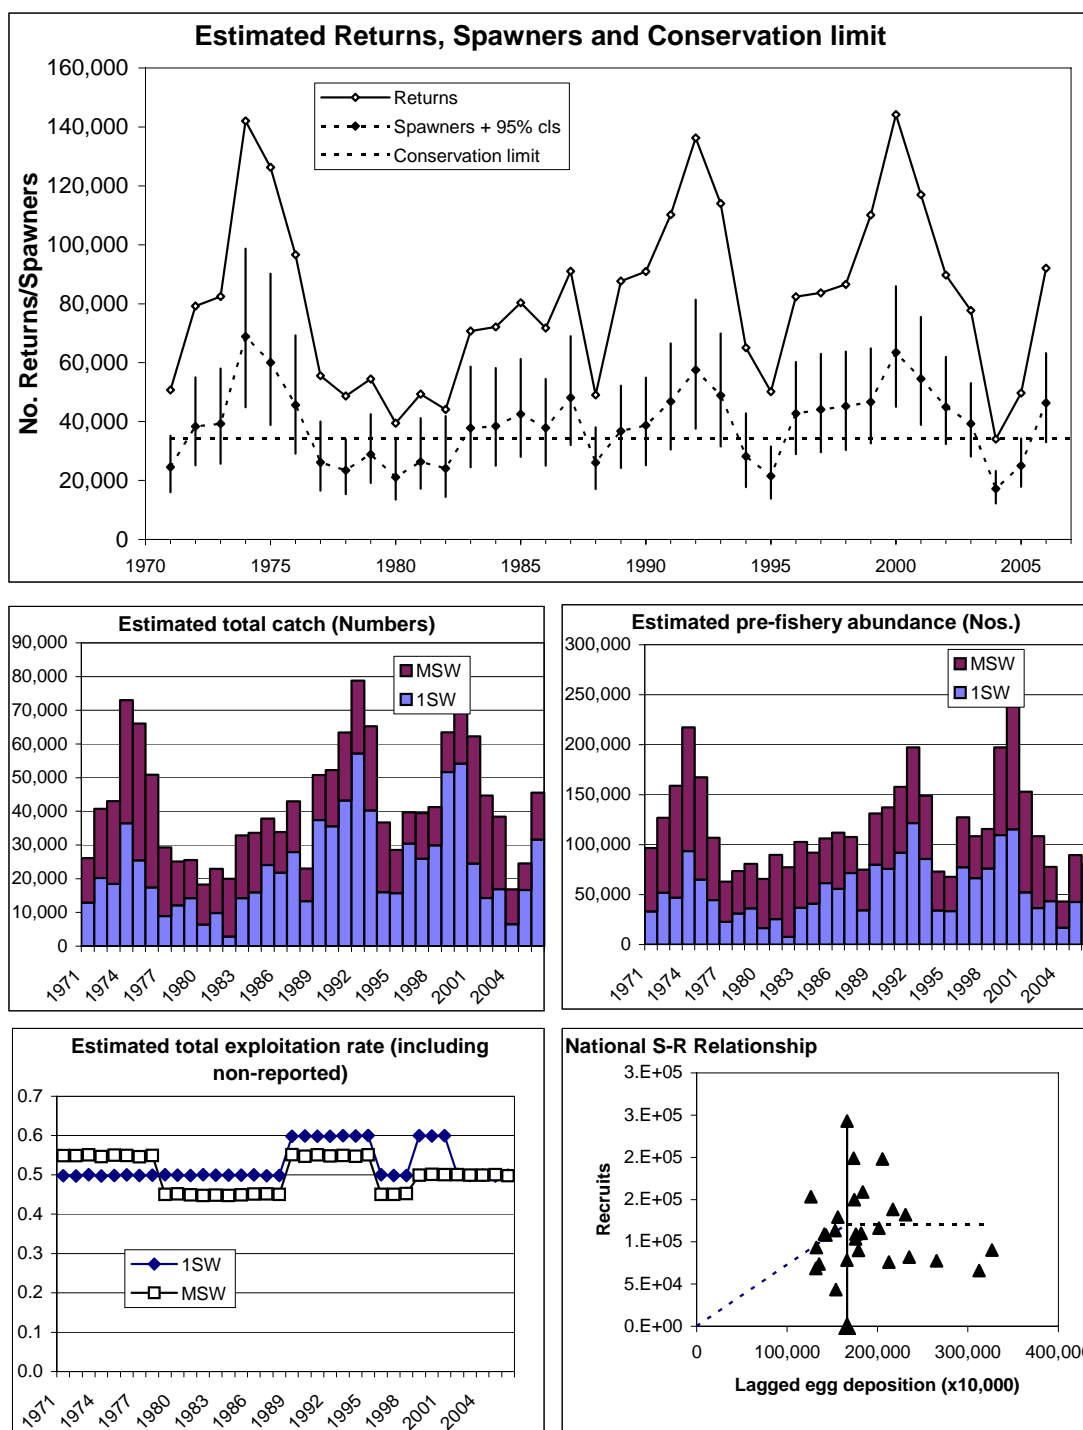 Estimated Returns, Spawners and Conservation limit
160,000
140,000
120,000
100,000
80,000
60,000
40,000
20,000
0
No. Returns/Spawners
Returns
Spawners + 95% cls
Conservation limit
1970 1975 1980 1985 1990 1995 2000 2005
Estimated total catch (Numbers)
90,000
80,000
70,000
60,000
50,000
40,000
30,000
20,000
10,000
0
MSW
1SW
1971 1974 1977 1980 1983 1986 1989 1992 1995 1998 2001 2004
Estimated pre-fishery abundance (Nos.)
300,000
250,000
200,000
150,000
100,000
50,000
0
MSW
1SW
1971 1974 1977 1980 1983 1986 1989 1992 1995 1998 2001 2004
Estimated total exploitation rate (including
non-reported)
0.7
0.6
0.5
0.4
0.3
0.2
0.1
0.0
1SW
MSW
1971 1974 1977 1980 1983 1986 1989 1992 1995 1998 2001 2004
National S-R Relationship
3.E+05
3.E+05
2.E+05
2.E+05
1.E+05
5.E+04
0.E+00
Recruits
0 100,000 200,000 300,000 400,00
Lagged egg deposition (x10,000)